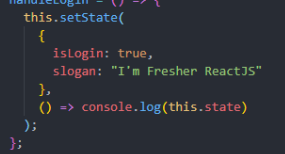 handleLogin = () => {
this.setState(
{
isLogin: true,
slogan: "I'm Fresher ReactJS"
},
() => console.log(this.state)
);
};